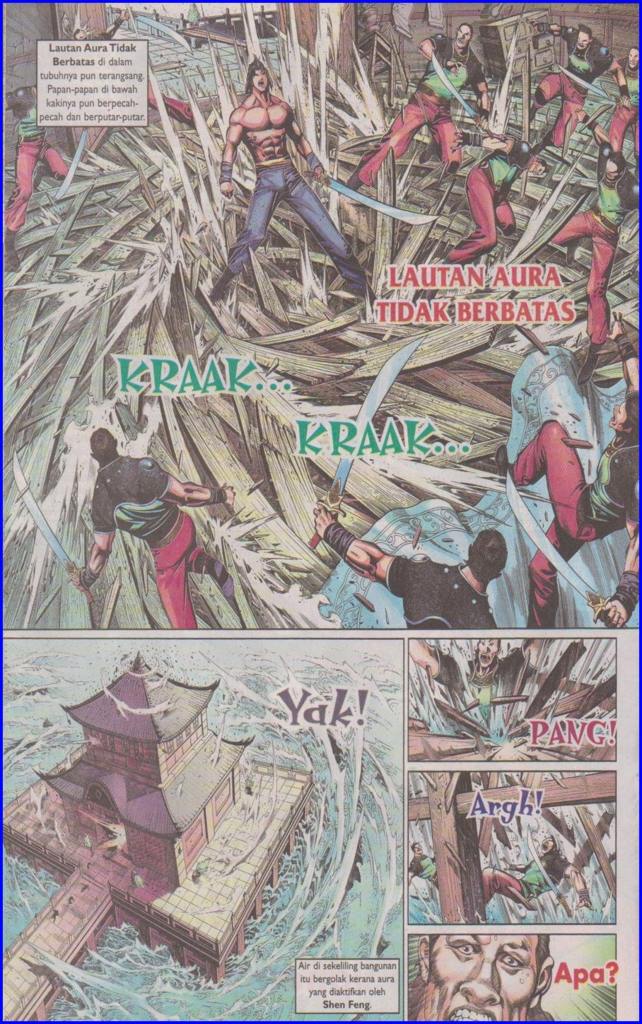 Lautan Aura Tidak
Berbatas di dalam
tubuhnya pun terangsang.
Papan-papan di bawah
kakinya pun berpecah-
pecah dan berputar-putar.
LAUTAN AURA
TIDAK BERBATAS
KRAAK...
KRAAK...
Yak!
Air di sekeliling bangunan
itu bergolak kerana aura
yang diaktifkan oleh
Shen Feng.
PANG!
Argh!
Apa?